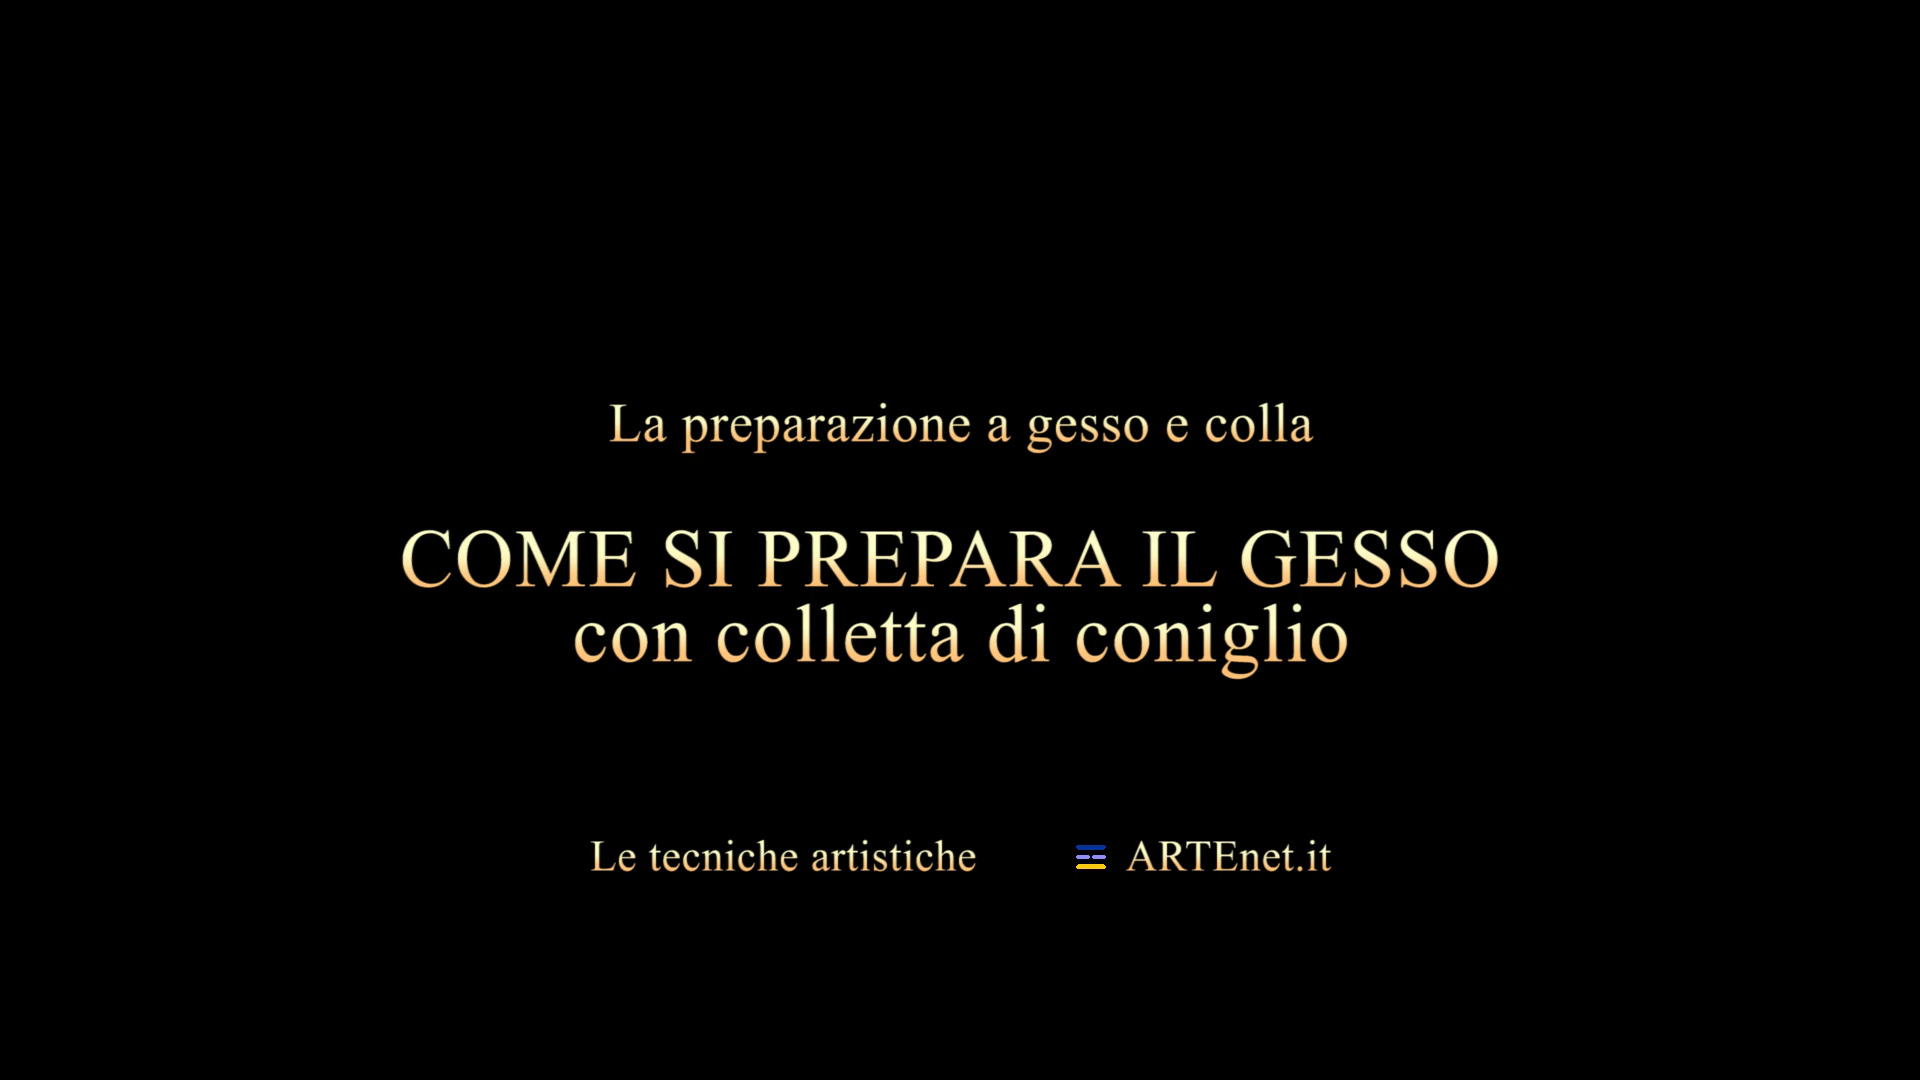 La preparazione a gesso e colla
COME SI PREPARA IL GESSO
con colletta di coniglio
Le tecniche artistiche ARTEnet.it